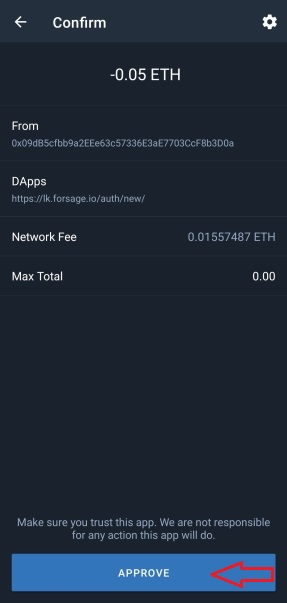 Confirm
-0.05 ETH
From
0x09dB5cfbb9a2EEe63c57336E3aE7703CcF8b3D0a
DApps
https://lk.forsage.io/auth/new/
Network Fee 0.01557487 ETH
Max Total 0.00
Make sure you trust this app. We are not responsible
for any action this app will do.
APPROVE